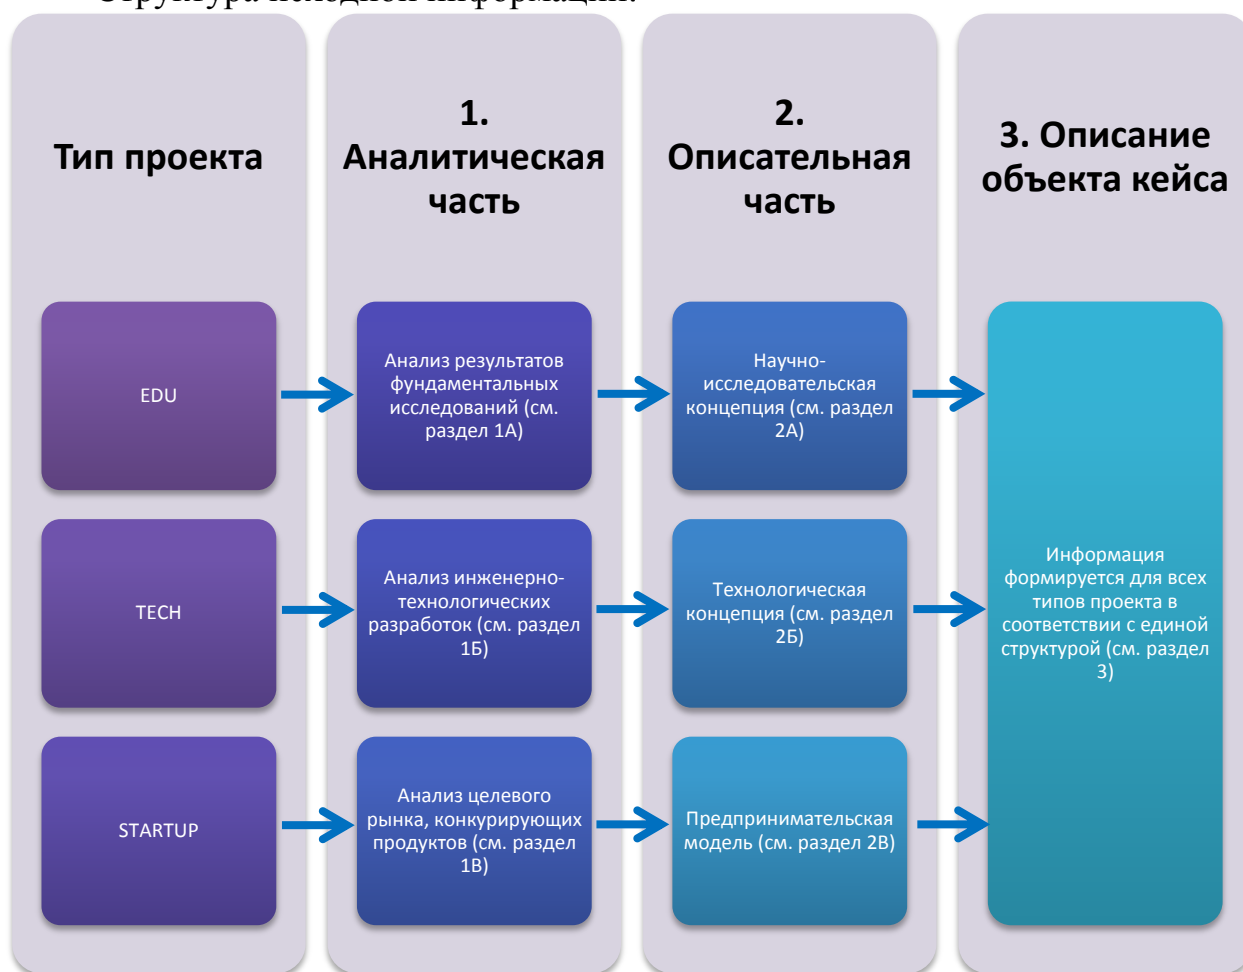 Структура исходной информации:
Тип проекта
1.
Аналитическая
часть
2.
Описательная
часть
3. Описание
объекта кейса
EDU
Анализ результатов
фундаментальных
исследований (см.
раздел 1А)
Научно-
исследовательская
концепция (см. раздел
2А)
TECH
Анализ инженерно-
технологических
разработок (см. раздел
1Б)
Технологическая
концепция (см. раздел
2Б)
Информация
формируется для всех
типов проекта в
соответствии с единой
структурой (см. раздел
3)
STARTUP
Анализ целевого
рынка, конкурирующих
продуктов (см. раздел
1В)
Предпринимательская
модель (см. раздел 2В)